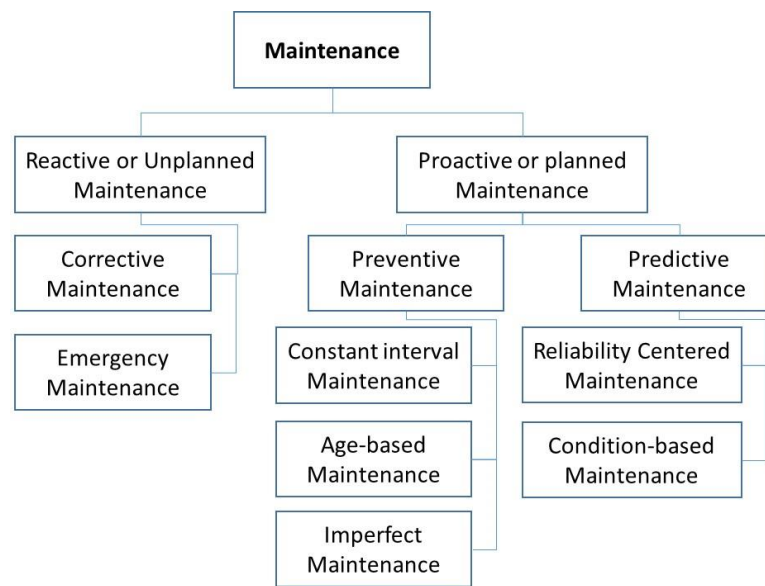 Maintenance
Reactive or Unplanned
Maintenance
Proactive or planned
Maintenance
Corrective
Maintenance
Preventive
Maintenance
Predictive
Maintenance
Emergency
Maintenance
Constant interval
Maintenance
Reliability Centered
Maintenance
Age-based
Maintenance
Condition-based
Maintenance
Imperfect
Maintenance